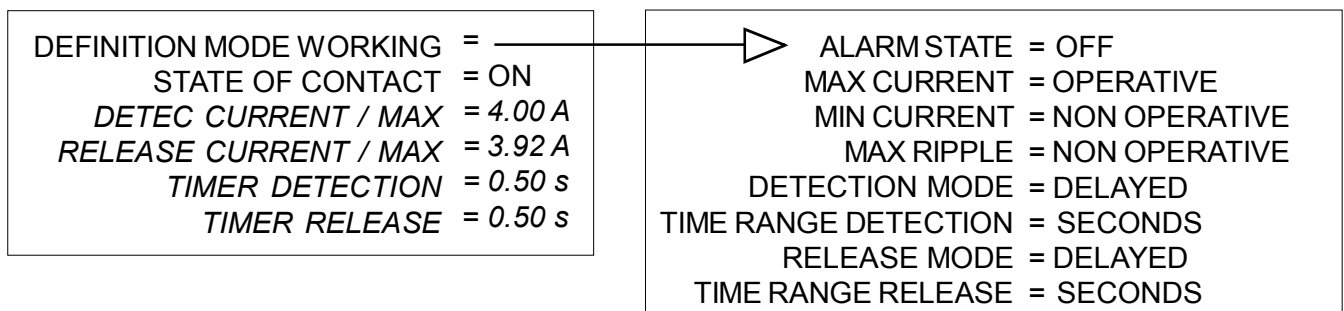 DEFINITION MODE WORKING =
STATE OF CONTACT = ON
DETEC CURRENT / MAX = 4.00 A
RELEASE CURRENT / MAX = 3.92 A
TIMER DETECTION = 0.50 s
TIMER RELEASE = 0.50 s
ALARM STATE = OFF
MAX CURRENT = OPERATIVE
MIN CURRENT = NON OPERATIVE
MAX RIPPLE = NON OPERATIVE
DETECTION MODE = DELAYED
TIME RANGE DETECTION = SECONDS
RELEASE MODE = DELAYED
TIME RANGE RELEASE = SECONDS